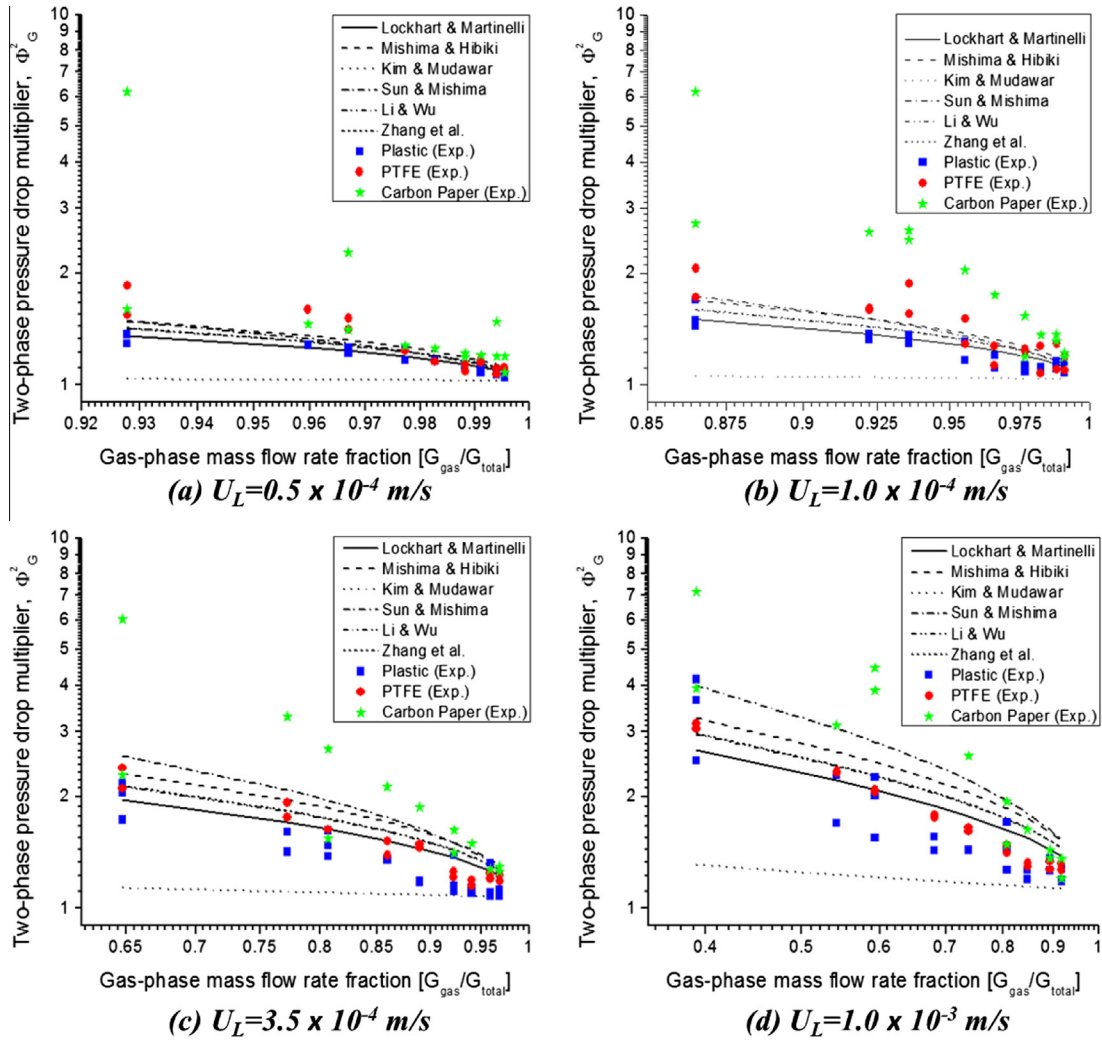 Two-phase pressure drop multiplier, Φ²G
10
9
8
7
6
5
4
3
2
1
Lockhart & Martinelli
Mishima & Hibiki
Kim & Mudawar
Sun & Mishima
Li & Wu
Zhang et al.
Plastic (Exp.)
PTFE (Exp.)
Carbon Paper (Exp.)
0.92 0.93 0.94 0.95 0.96 0.97 0.98 0.99 1
Gas-phase mass flow rate fraction [Ggas/Gtotal]
(a) UL=0.5 x 10-4 m/s
Two-phase pressure drop multiplier, Φ²G
10
9
8
7
6
5
4
3
2
1
Lockhart & Martinelli
Mishima & Hibiki
Kim & Mudawar
Sun & Mishima
Li & Wu
Zhang et al.
Plastic (Exp.)
PTFE (Exp.)
Carbon Paper (Exp.)
0.85 0.875 0.9 0.925 0.95 0.975 1
Gas-phase mass flow rate fraction [Ggas/Gtotal]
(b) UL=1.0 x 10-4 m/s
Two-phase pressure drop multiplier, Φ²G
10
9
8
7
6
5
4
3
2
1
Lockhart & Martinelli
Mishima & Hibiki
Kim & Mudawar
Sun & Mishima
Li & Wu
Zhang et al.
Plastic (Exp.)
PTFE (Exp.)
Carbon Paper (Exp.)
0.65 0.7 0.75 0.8 0.85 0.9 0.95 1
Gas-phase mass flow rate fraction [Ggas/Gtotal]
(c) UL=3.5 x 10-4 m/s
Two-phase pressure drop multiplier, Φ²G
10
9
8
7
6
5
4
3
2
1
Lockhart & Martinelli
Mishima & Hibiki
Kim & Mudawar
Sun & Mishima
Li & Wu
Zhang et al.
Plastic (Exp.)
PTFE (Exp.)
Carbon Paper (Exp.)
0.4 0.5 0.6 0.7 0.8 0.9 1
Gas-phase mass flow rate fraction [Ggas/Gtotal]
(d) UL=1.0 x 10-3 m/s